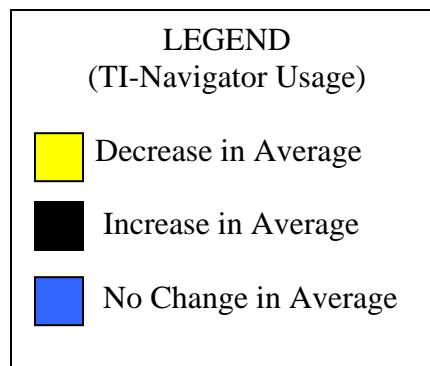 LEGEND
(TI-Navigator Usage)
Decrease in Average
Increase in Average
No Change in Average